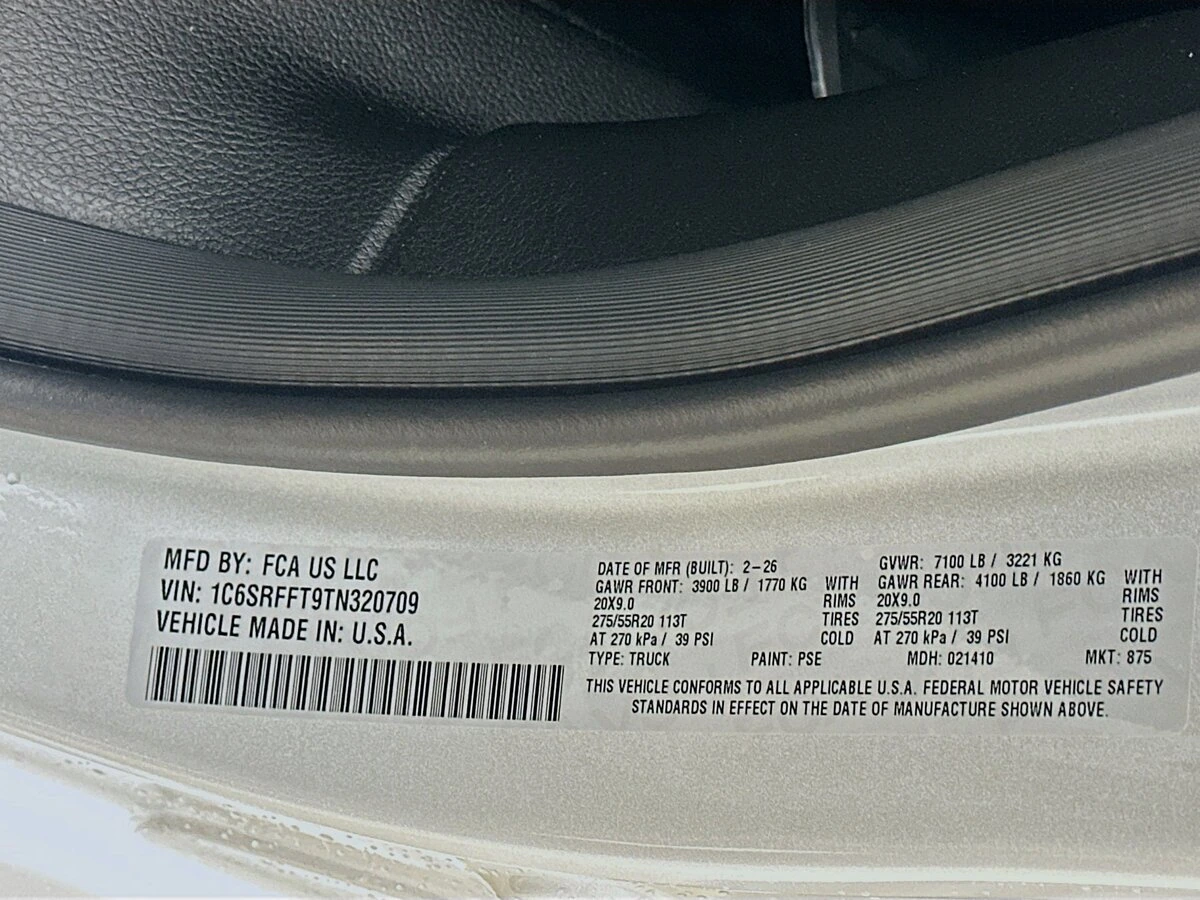 MFD BY: FCA US LLC
VIN: 1C6SRFFT9TN320709
VEHICLE MADE IN: U.S.A.
DATE OF MFR (BUILT): 2-26 GVWR: 7100 LB / 3221 KG
GAWR FRONT: 3900 LB / 1770 KG WITH GAWR REAR: 4100 LB / 1860 KG WITH
20X9.0 RIMS 20X9.0 RIMS
275/55R20 113T TIRES 275/55R20 113T TIRES
AT 270 kPa / 39 PSI COLD AT 270 kPa / 39 PSI COLD
TYPE: TRUCK PAINT: PSE MDH: 021410 MKT: 875
THIS VEHICLE CONFORMS TO ALL APPLICABLE U.S.A. FEDERAL MOTOR VEHICLE SAFETY
STANDARDS IN EFFECT ON THE DATE OF MANUFACTURE SHOWN ABOVE.